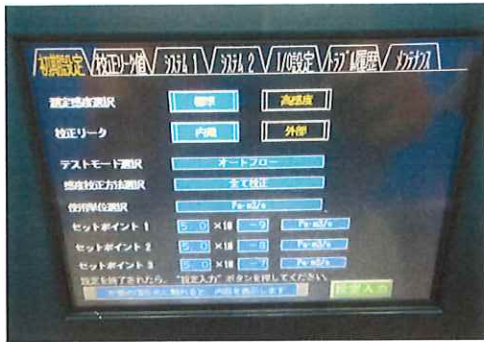 初期設定 校正リーク値 システム1 システム2 I/O設定 トラブル履歴 メンテナンス
測定感度選択 標準 高感度
校正リーク 内蔵 外部
テストモード選択 オートフロー
感度校正方法選択 全て校正
使用単位選択 Pa·m3/s
セットポイント 1 5.0 ×10 -9 Pa·m3/s
セットポイント 2 5.0 ×10 -8 Pa·m3/s
セットポイント 3 5.0 ×10 -7 Pa·m3/s
設定を終了されたら、"設定入力"ボタンを押してください。
設定入力